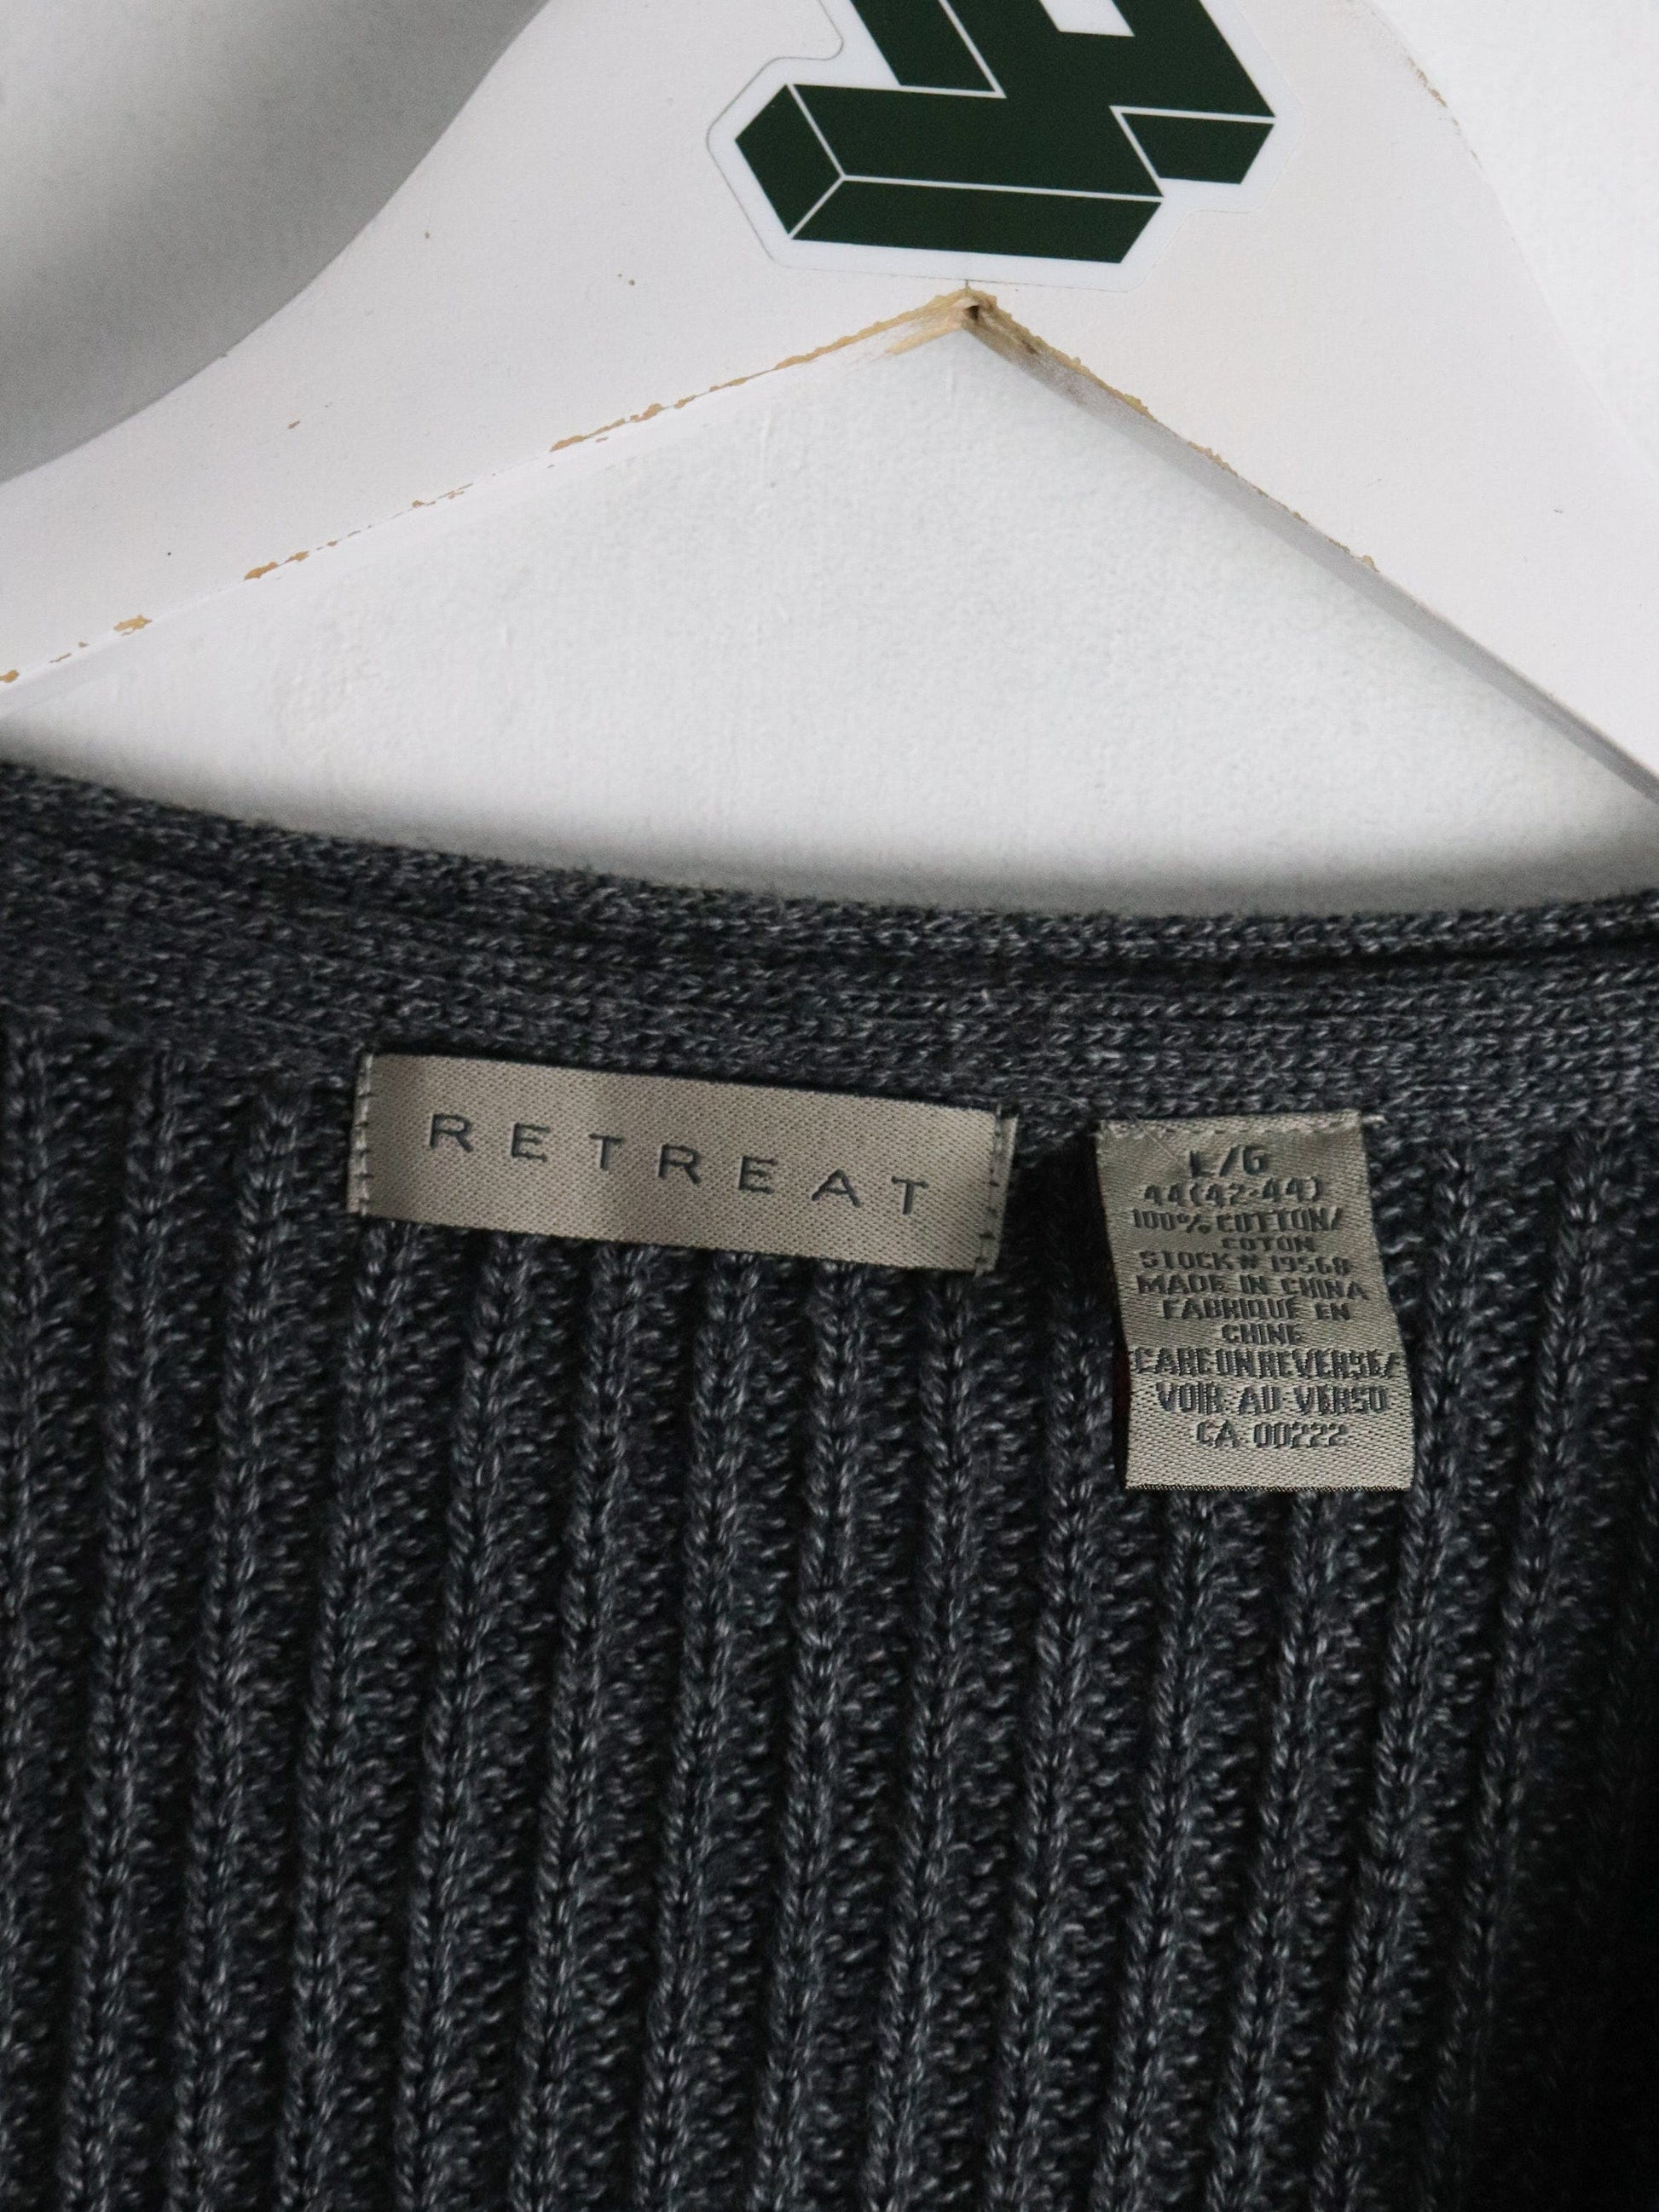 RETREAT
L/G
44(42-44)
100% COTTON/
COTON
STOCK# 19568
MADE IN CHINA
FABRIQUÉ EN
CHINE
CARE ON REVERSE/
VOIR AU VERSO
CA 00222